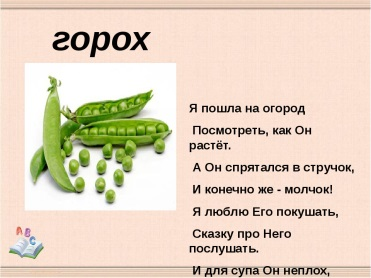 горох
Я пошла на огород
Посмотреть, как Он
растёт.
А Он спрятался в стручок,
И конечно же - молчок!
Я люблю Его покушать,
Сказку про Него
послушать.
И для супа Он неплох,
ABC